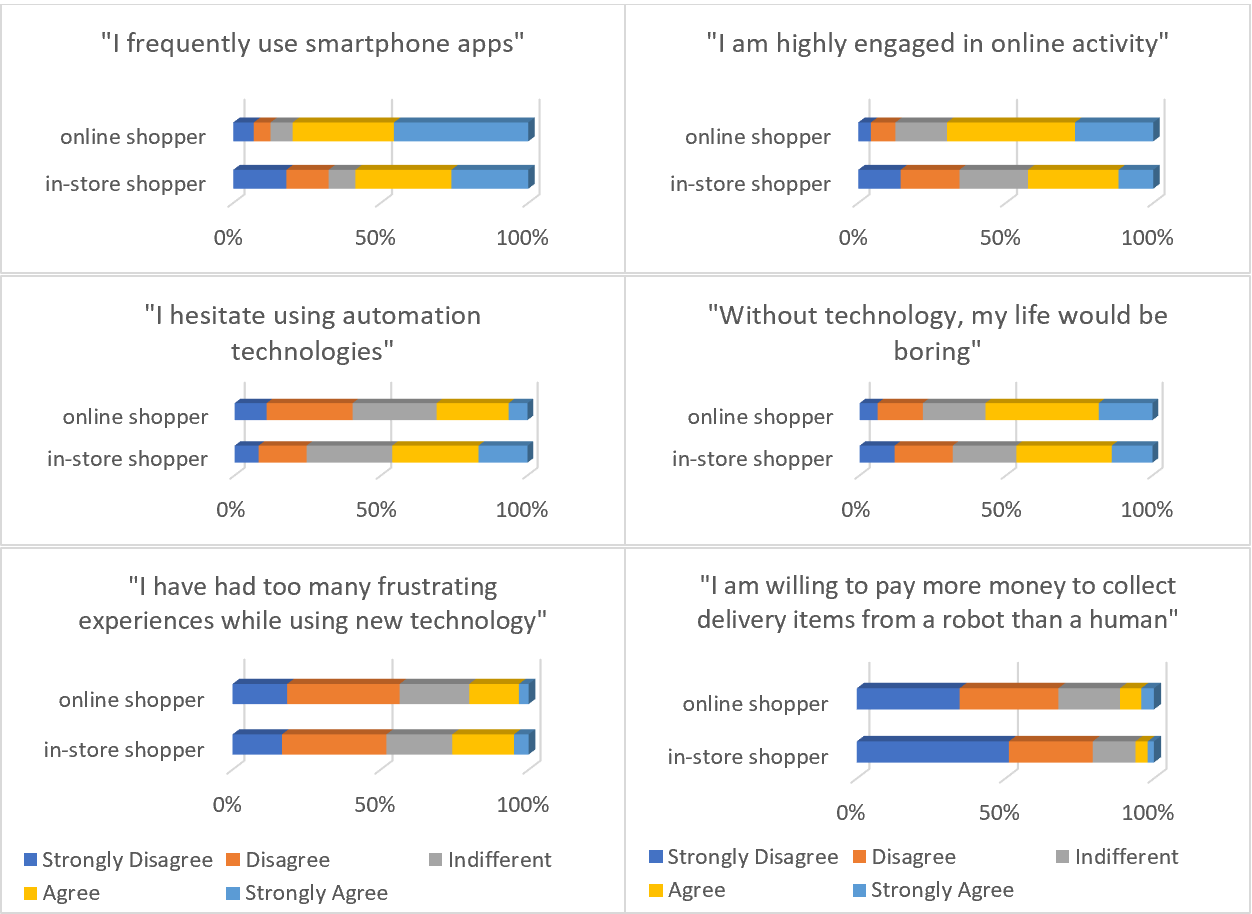 "I frequently use smartphone apps"
online shopper
in-store shopper
0%
50%
100%
"I am highly engaged in online activity"
online shopper
in-store shopper
0%
50%
100%
"I hesitate using automation
technologies"
online shopper
in-store shopper
0%
50%
100%
"Without technology, my life would be
boring"
online shopper
in-store shopper
0%
50%
100%
"I have had too many frustrating
experiences while using new technology"
online shopper
in-store shopper
0%
50%
100%
Strongly Disagree
Disagree
Indifferent
Agree
Strongly Agree
"I am willing to pay more money to collect
delivery items from a robot than a human"
online shopper
in-store shopper
0%
50%
100%
Strongly Disagree
Disagree
Indifferent
Agree
Strongly Agree